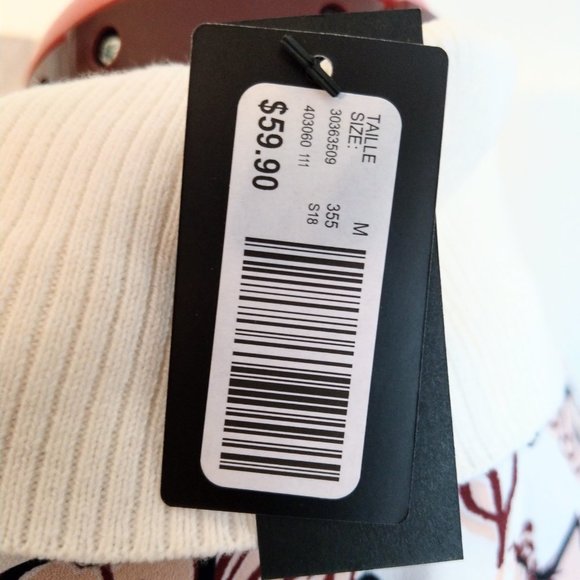 TAILLE
SIZE: M
30363509 355
403060 111 S18
$59.90